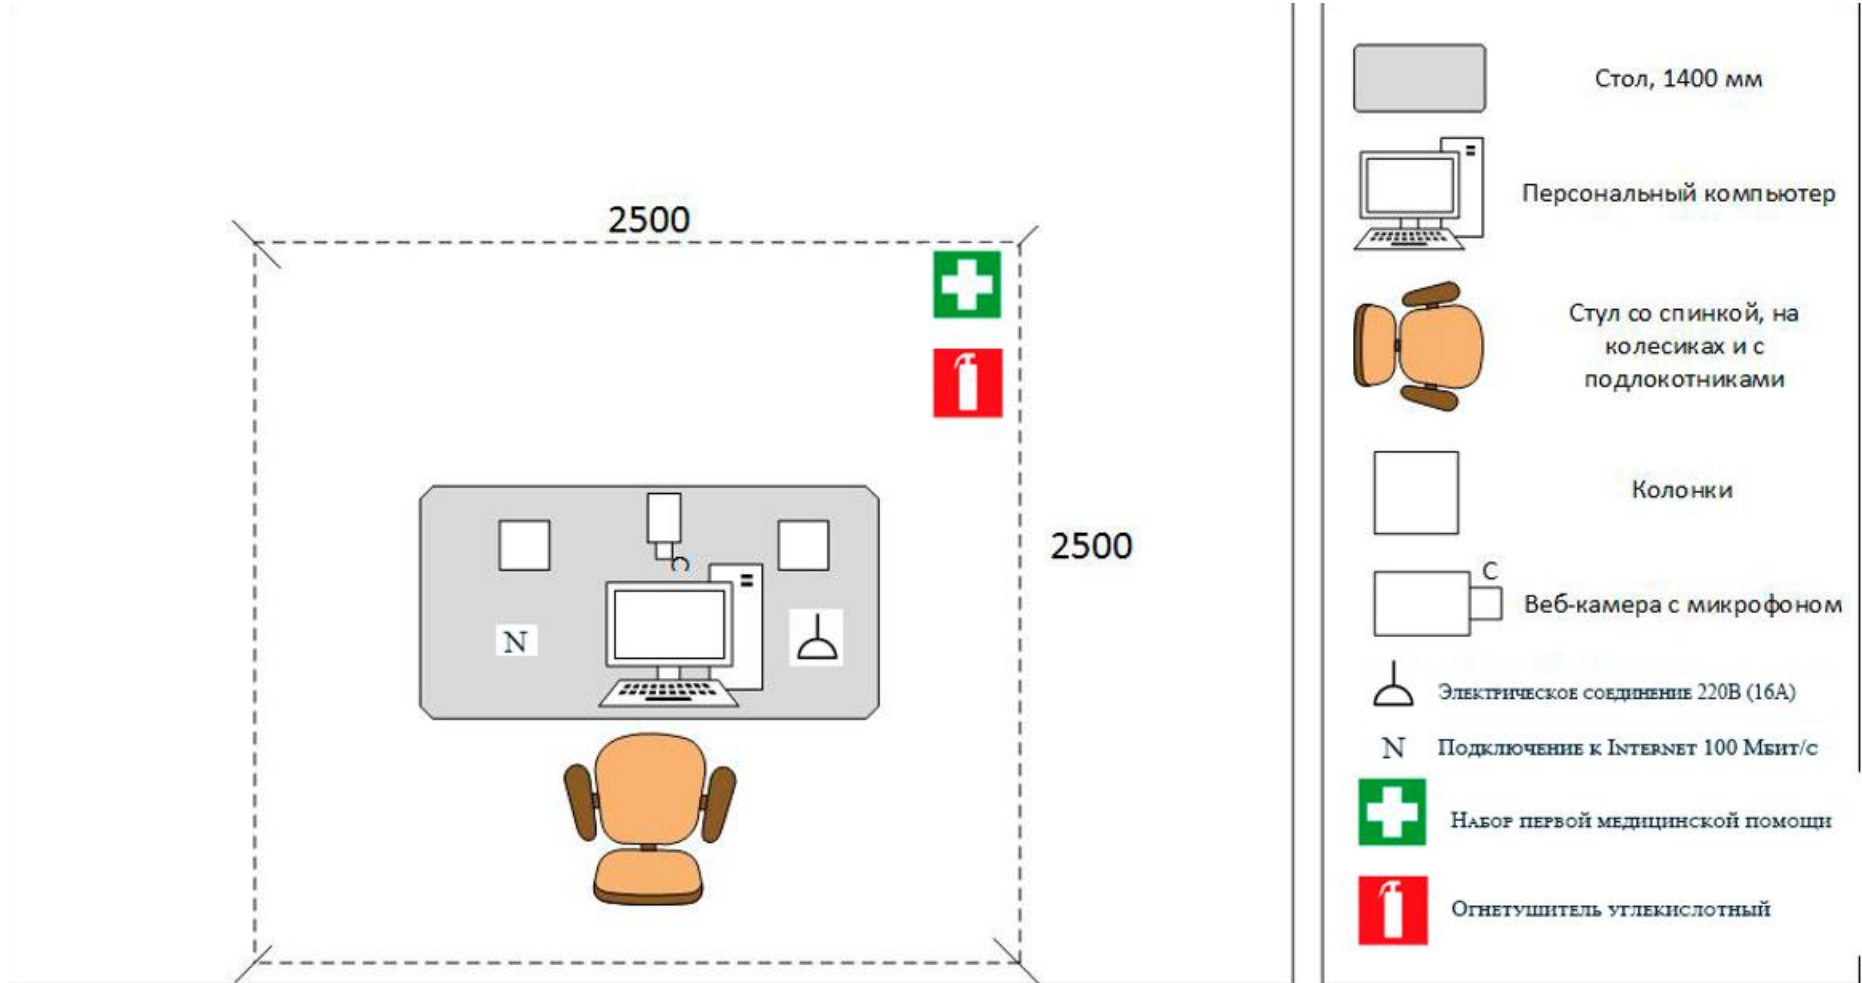 2500
2500
C
N
Стол, 1400 мм
Персональный компьютер
Стул со спинкой, на
колесиках и с
подлокотниками
Колонки
C
Веб-камера с микрофоном
Электрическое соединение 220В (16А)
N
Подключение к Internet 100 Мбит/с
Набор первой медицинской помощи
Огнетушитель углекислотный